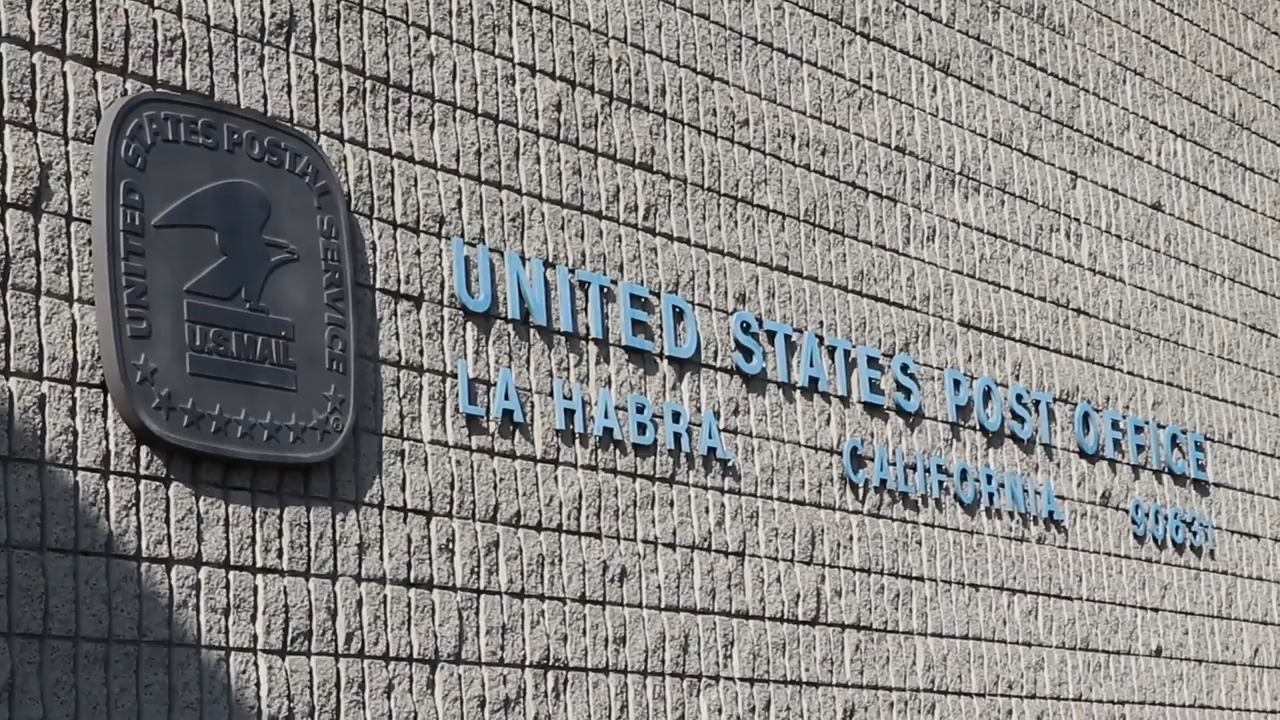 UNITED STATES POSTAL SERVICE
U.S.MAIL
UNITED STATES POST OFFICE
LA HABRA, CALIFORNIA, 90631